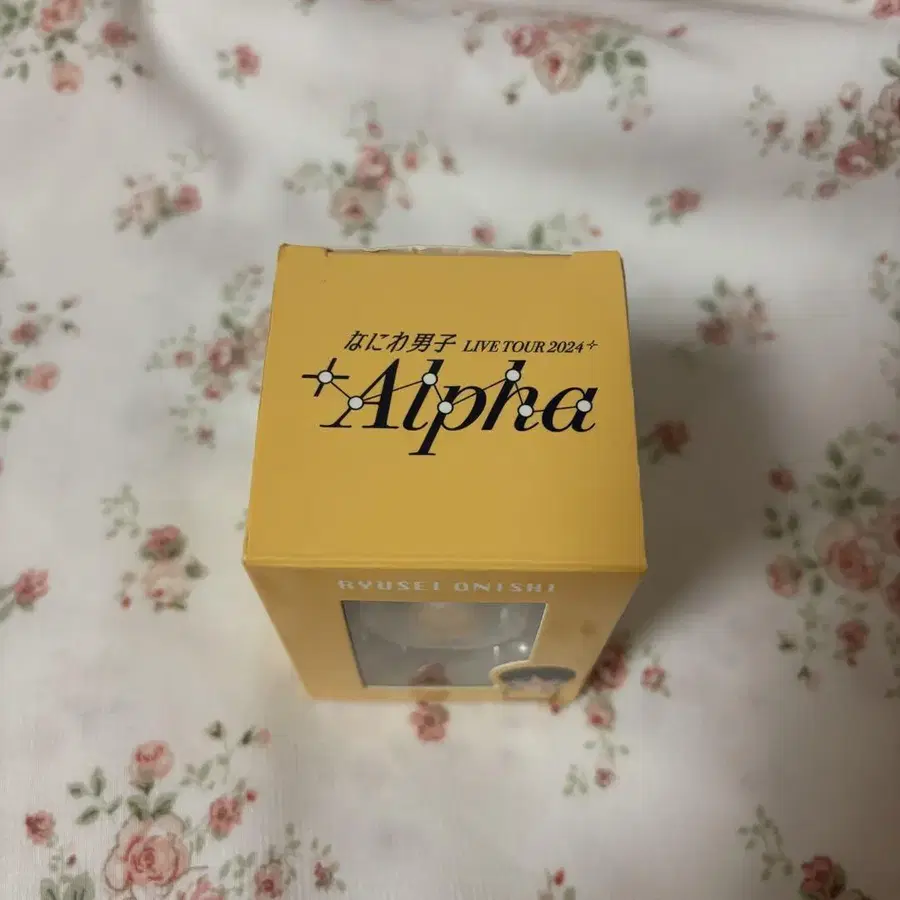 なにわ男子 LIVE TOUR 2024
+Alpha
RYUSEI ONISHI